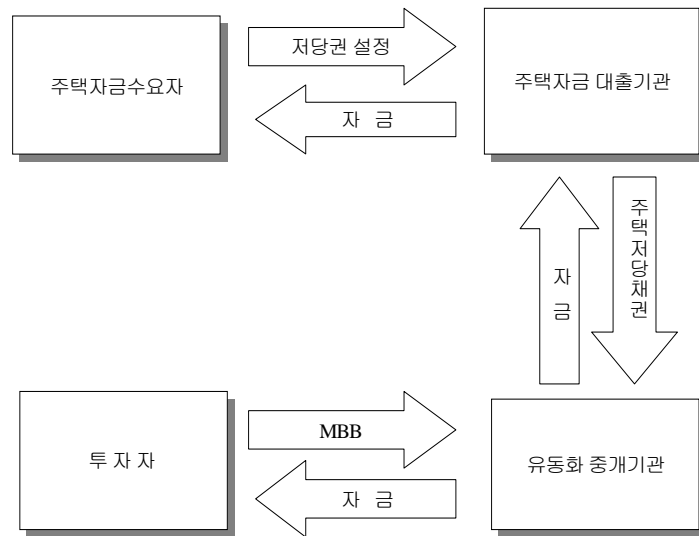 주택자금수요자
저당권 설정
자 금
주택자금 대출기관
자금
주택저당채권
투 자 자
MBB
자 금
유동화 중개기관